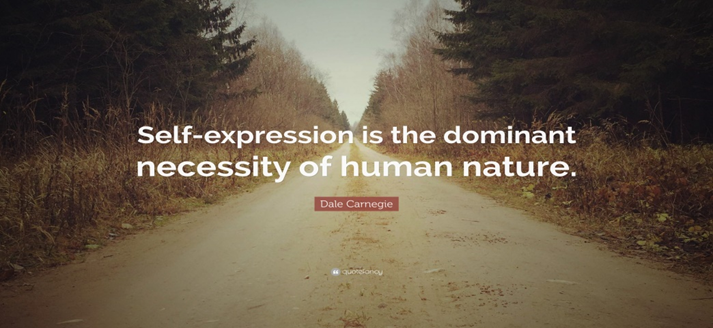 Self-expression is the dominant
necessity of human nature.
Dale Carnegie
quotefancy